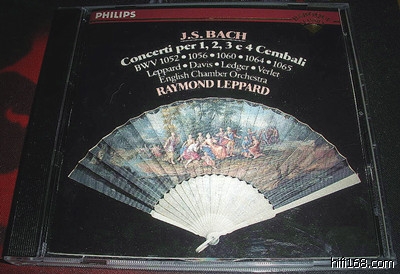 PHILIPS
J.S. BACH
Concerti per 1, 2, 3 e 4 Cembali
BWV 1052 • 1056 • 1060 • 1064 • 1065
Leppard • Davis • Ledger • Verlet
English Chamber Orchestra
RAYMOND LEPPARD
hifi168.com